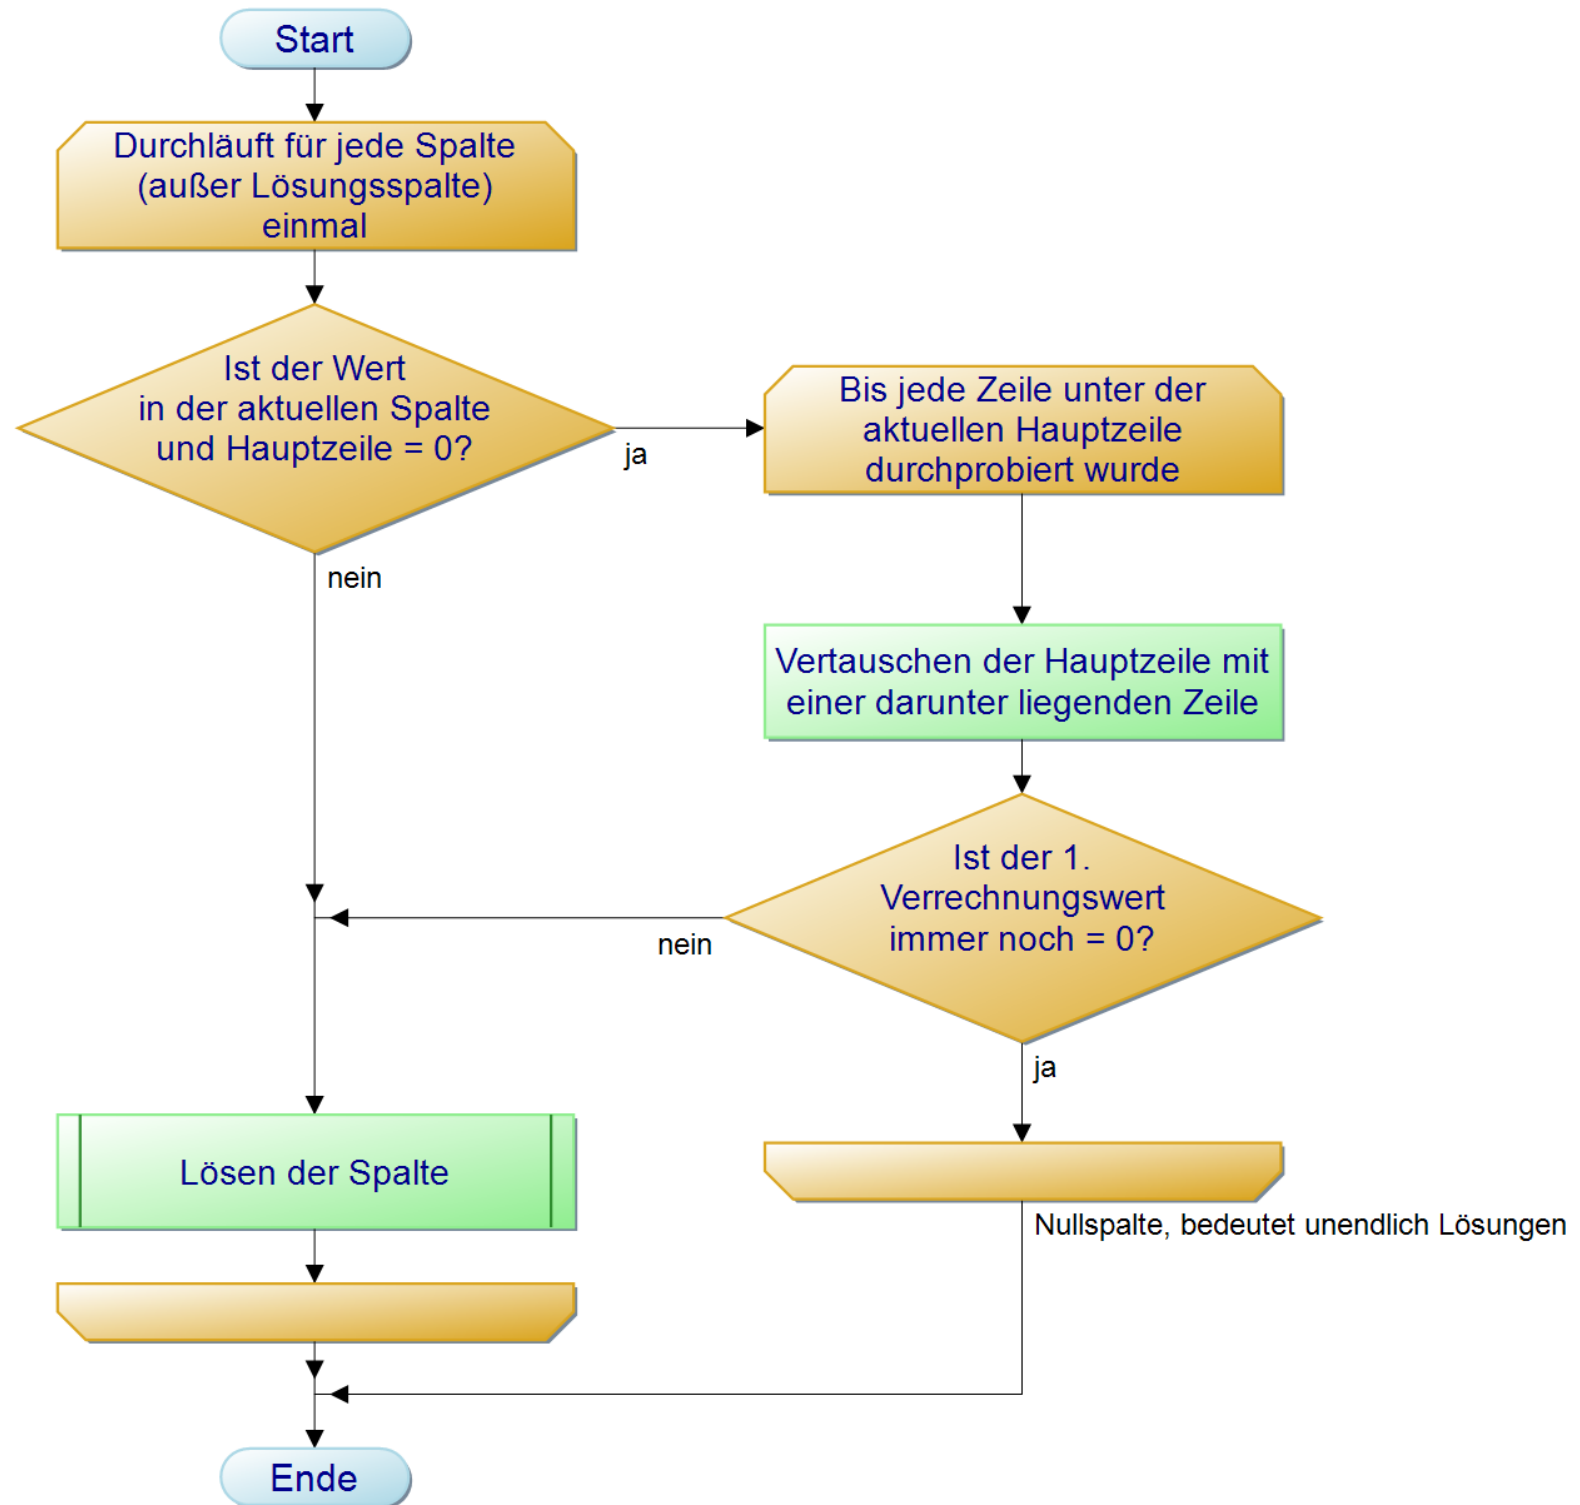 Start
Durchläuft für jede Spalte
(außer Lösungsspalte)
einmal
Ist der Wert
in der aktuellen Spalte
und Hauptzeile = 0?
ja
nein
Bis jede Zeile unter der
aktuellen Hauptzeile
durchprobiert wurde
Vertauschen der Hauptzeile mit
einer darunter liegenden Zeile
Ist der 1.
Verrechnungswert
immer noch = 0?
nein
ja
Lösen der Spalte
Nullspalte, bedeutet unendlich Lösungen
Ende